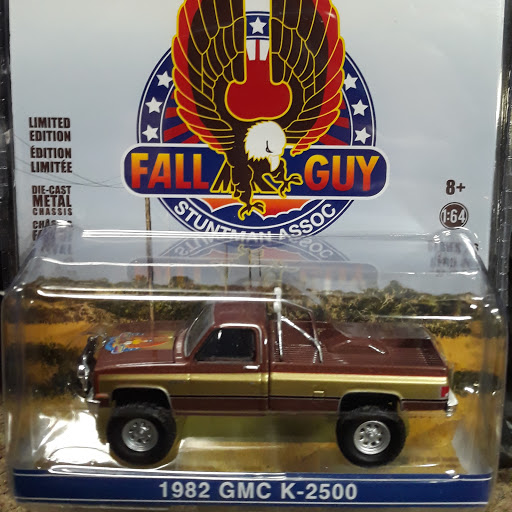 LIMITED
EDITION
ÉDITION
LIMITÉE
DIE-CAST
METAL
CHASSIS
FALL GUY
STUNTMAN ASSOC
8+
1:64
1982 GMC K-2500